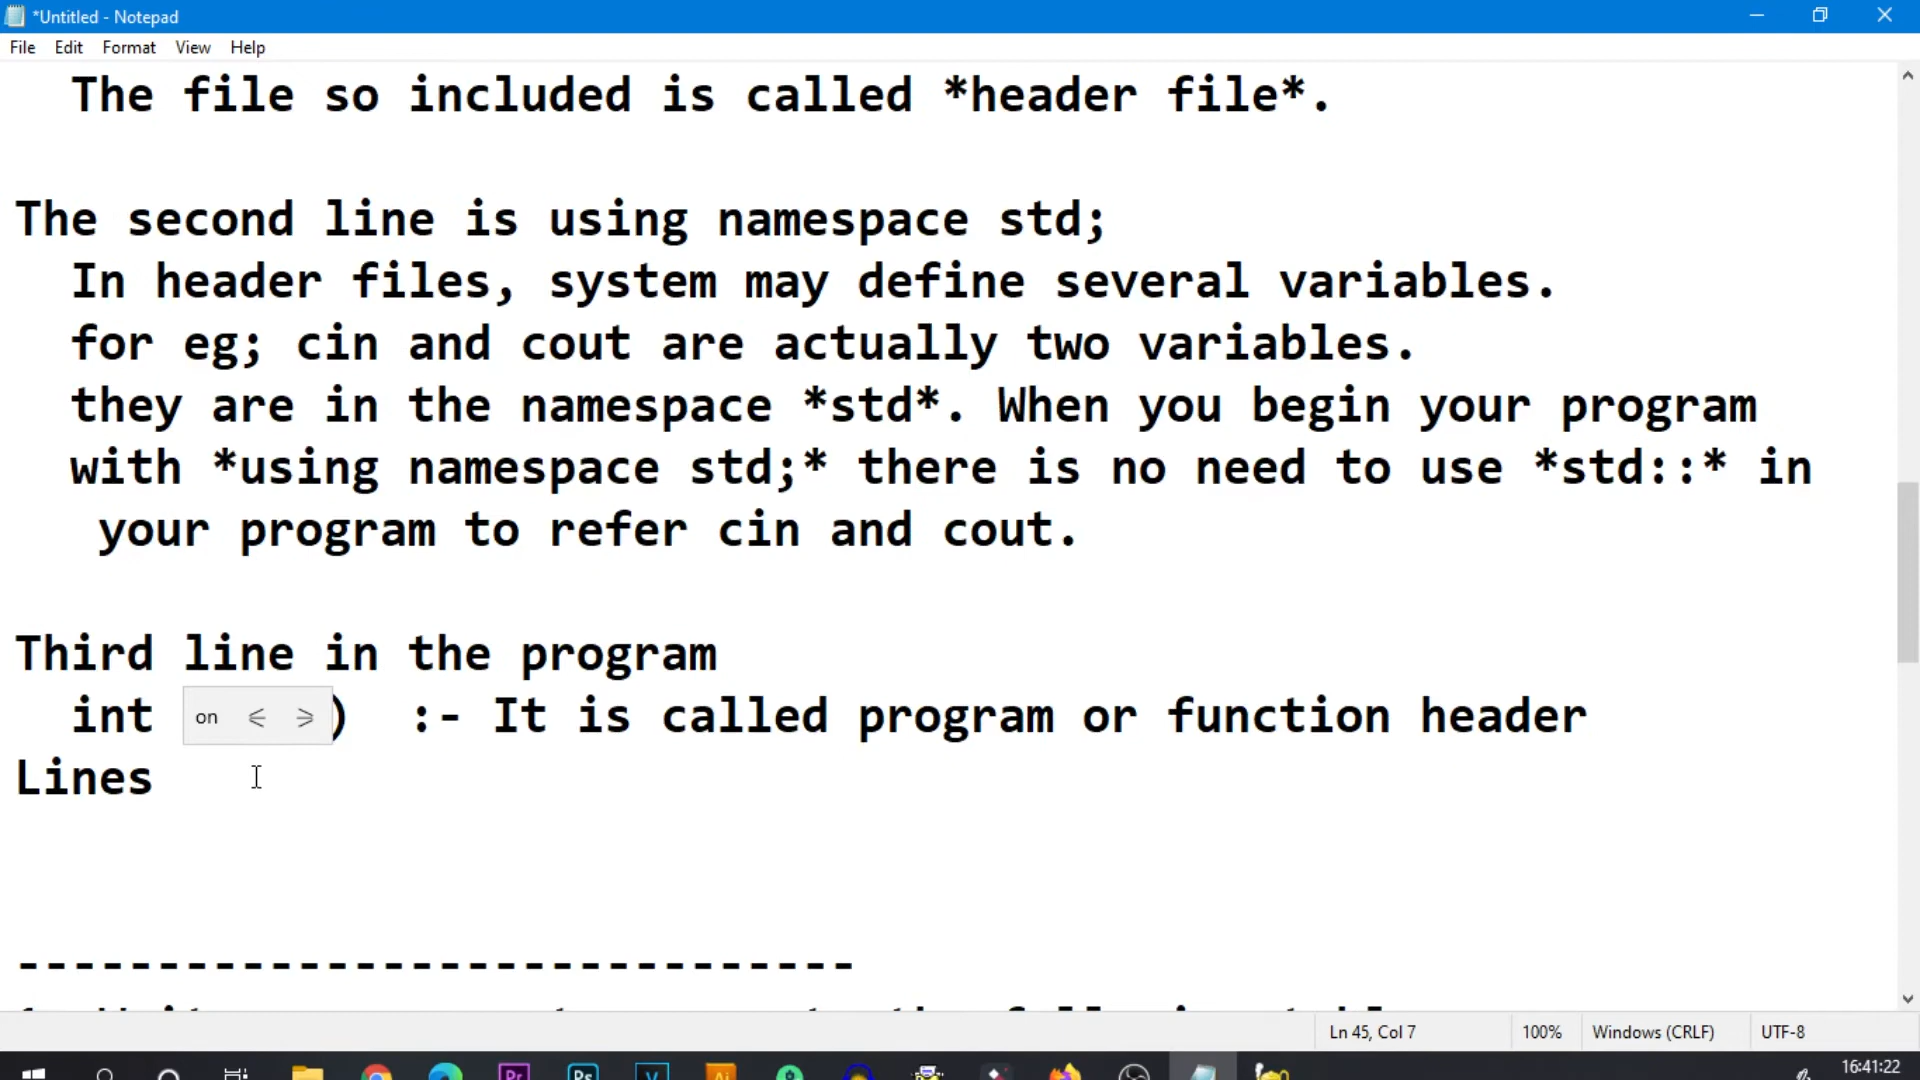 *Untitled - Notepad
File Edit Format View Help
The file so included is called *header file*.
The second line is using namespace std;
In header files, system may define several variables.
for eg; cin and cout are actually two variables.
they are in the namespace *std*. When you begin your program
with *using namespace std;* there is no need to use *std::* in
your program to refer cin and cout.
Third line in the program
int on ⋜ ⋝ ) :- It is called program or function header
Lines
--------------------------------
Ln 45, Col 7 100% Windows (CRLF) UTF-8
Pr Ps V Ai 16:41:22